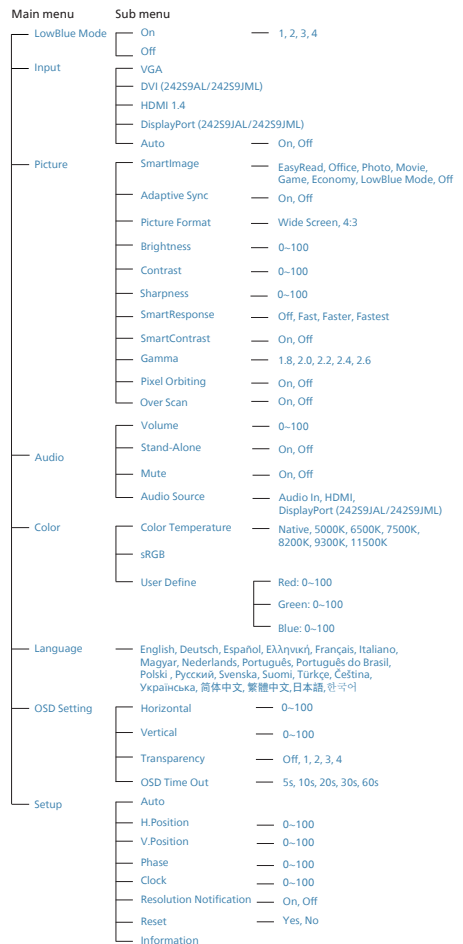 Main menu Sub menu
LowBlue Mode On 1, 2, 3, 4
Off
Input VGA
DVI (242S9AL/242S9JML)
HDMI 1.4
DisplayPort (242S9JAL/242S9JML)
Auto On, Off
Picture SmartImage EasyRead, Office, Photo, Movie,
Game, Economy, LowBlue Mode, Off
Adaptive Sync On, Off
Picture Format Wide Screen, 4:3
Brightness 0~100
Contrast 0~100
Sharpness 0~100
SmartResponse Off, Fast, Faster, Fastest
SmartContrast On, Off
Gamma 1.8, 2.0, 2.2, 2.4, 2.6
Pixel Orbiting On, Off
Over Scan On, Off
Audio Volume 0~100
Stand-Alone On, Off
Mute On, Off
Audio Source Audio In, HDMI,
DisplayPort (242S9JAL/242S9JML)
Color Color Temperature Native, 5000K, 6500K, 7500K,
8200K, 9300K, 11500K
sRGB
User Define Red: 0~100
Green: 0~100
Blue: 0~100
Language English, Deutsch, Español, Ελληνική, Français, Italiano,
Magyar, Nederlands, Português, Português do Brasil,
Polski , Русский, Svenska, Suomi, Türkçe, Čeština,
Українська, 简体中文, 繁體中文,日本語,한국어
OSD Setting Horizontal 0~100
Vertical 0~100
Transparency Off, 1, 2, 3, 4
OSD Time Out 5s, 10s, 20s, 30s, 60s
Setup Auto
H.Position 0~100
V.Position 0~100
Phase 0~100
Clock 0~100
Resolution Notification On, Off
Reset Yes, No
Information